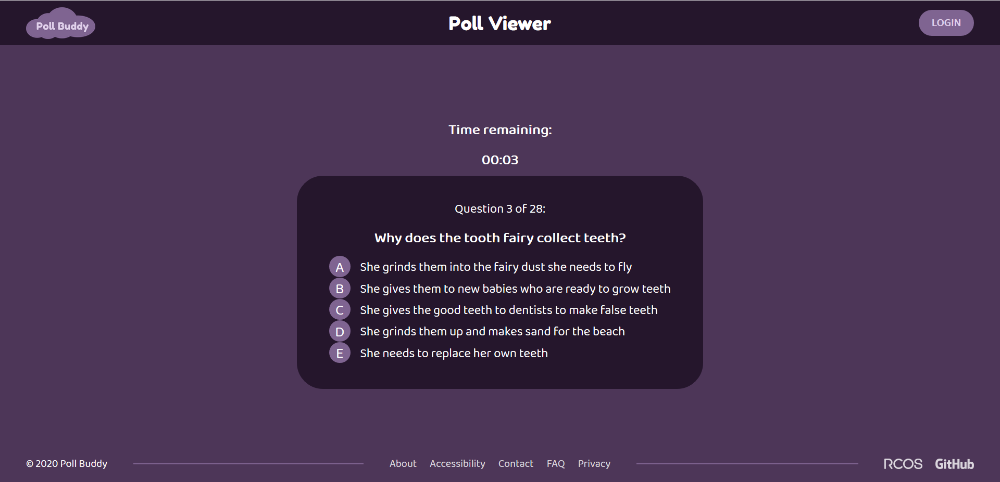 Poll Buddy
Poll Viewer
LOGIN
Time remaining:
00:03
Question 3 of 28:
Why does the tooth fairy collect teeth?
A She grinds them into the fairy dust she needs to fly
B She gives them to new babies who are ready to grow teeth
C She gives the good teeth to dentists to make false teeth
D She grinds them up and makes sand for the beach
E She needs to replace her own teeth
© 2020 Poll Buddy
About Accessibility Contact FAQ Privacy
RCOS GitHub